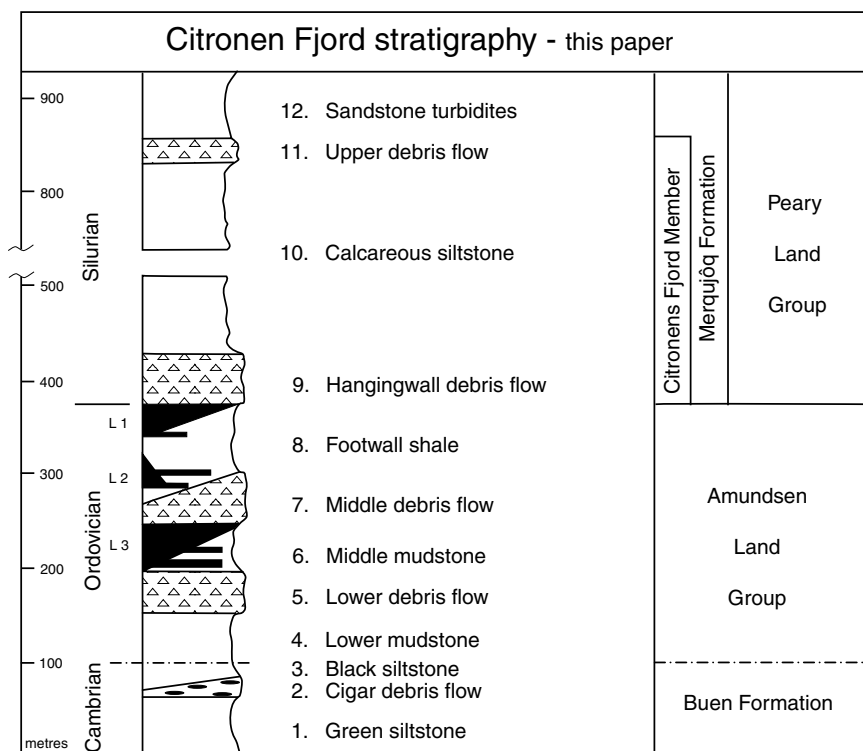 Citronen Fjord stratigraphy - this paper
900
800
500
400
300
200
100
metres
Silurian
Ordovician
Cambrian
L 1
L 2
L 3
12. Sandstone turbidites
11. Upper debris flow
10. Calcareous siltstone
9. Hangingwall debris flow
8. Footwall shale
7. Middle debris flow
6. Middle mudstone
5. Lower debris flow
4. Lower mudstone
3. Black siltstone
2. Cigar debris flow
1. Green siltstone
Citronens Fjord Member
Merqujôq Formation
Peary
Land
Group
Amundsen
Land
Group
Buen Formation